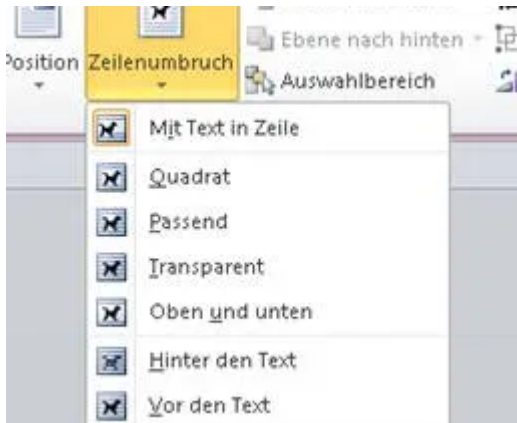 Ebene nach hinten
Position Zeilenumbruch
Auswahlbereich
Mit Text in Zeile
Quadrat
Passend
Transparent
Oben und unten
Hinter den Text
Vor den Text